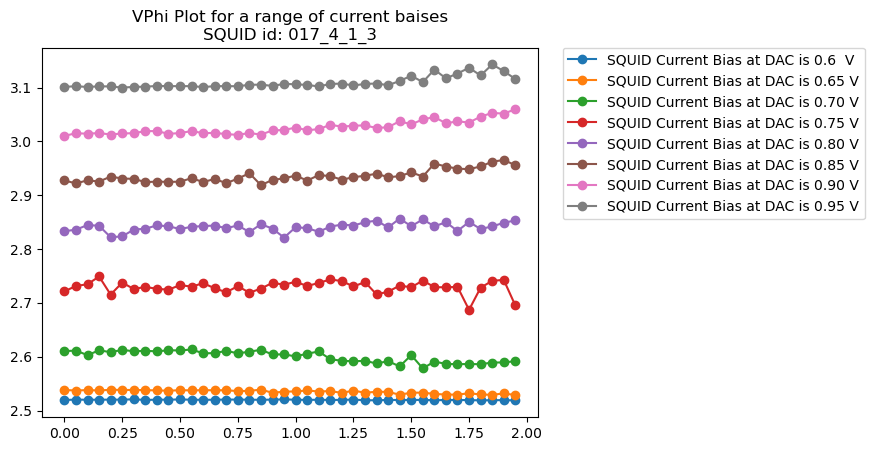 VPhi Plot for a range of current baises
SQUID id: 017_4_1_3
SQUID Current Bias at DAC is 0.6  V
SQUID Current Bias at DAC is 0.65 V
SQUID Current Bias at DAC is 0.70 V
SQUID Current Bias at DAC is 0.75 V
SQUID Current Bias at DAC is 0.80 V
SQUID Current Bias at DAC is 0.85 V
SQUID Current Bias at DAC is 0.90 V
SQUID Current Bias at DAC is 0.95 V
3.1
3.0
2.9
2.8
2.7
2.6
2.5
0.00 0.25 0.50 0.75 1.00 1.25 1.50 1.75 2.00